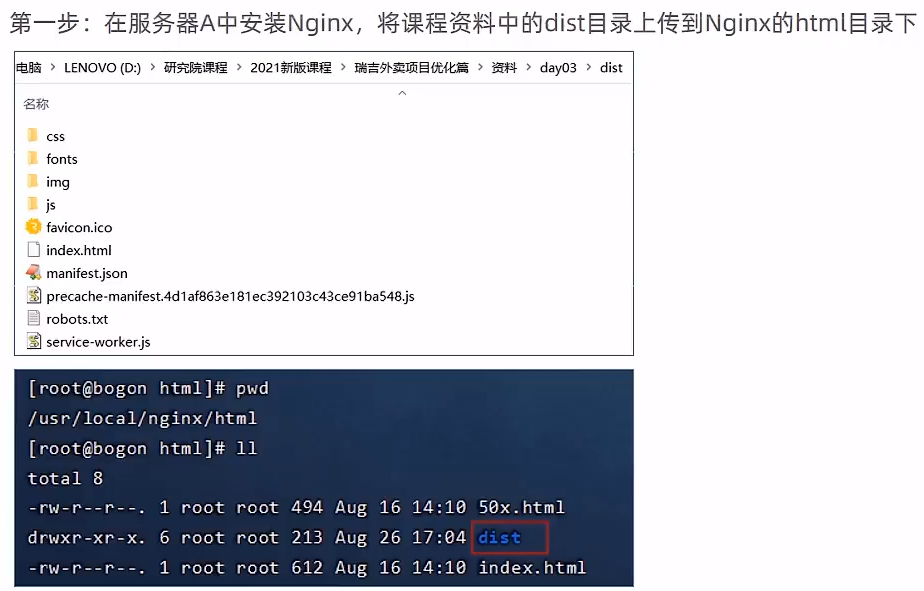 第一步：在服务器A中安装Nginx，将课程资料中的dist目录上传到Nginx的html目录下
电脑 > LENOVO (D:) > 研究院课程 > 2021新版课程 > 瑞吉外卖项目优化篇 > 资料 > day03 > dist
名称
css
fonts
img
js
favicon.ico
index.html
manifest.json
precache-manifest.4d1af863e181ec392103c43ce91ba548.js
robots.txt
service-worker.js
[root@bogon html]# pwd
/usr/local/nginx/html
[root@bogon html]# ll
total 8
-rw-r--r--. 1 root root 494 Aug 16 14:10 50x.html
drwxr-xr-x. 6 root root 213 Aug 26 17:04 dist
-rw-r--r--. 1 root root 612 Aug 16 14:10 index.html